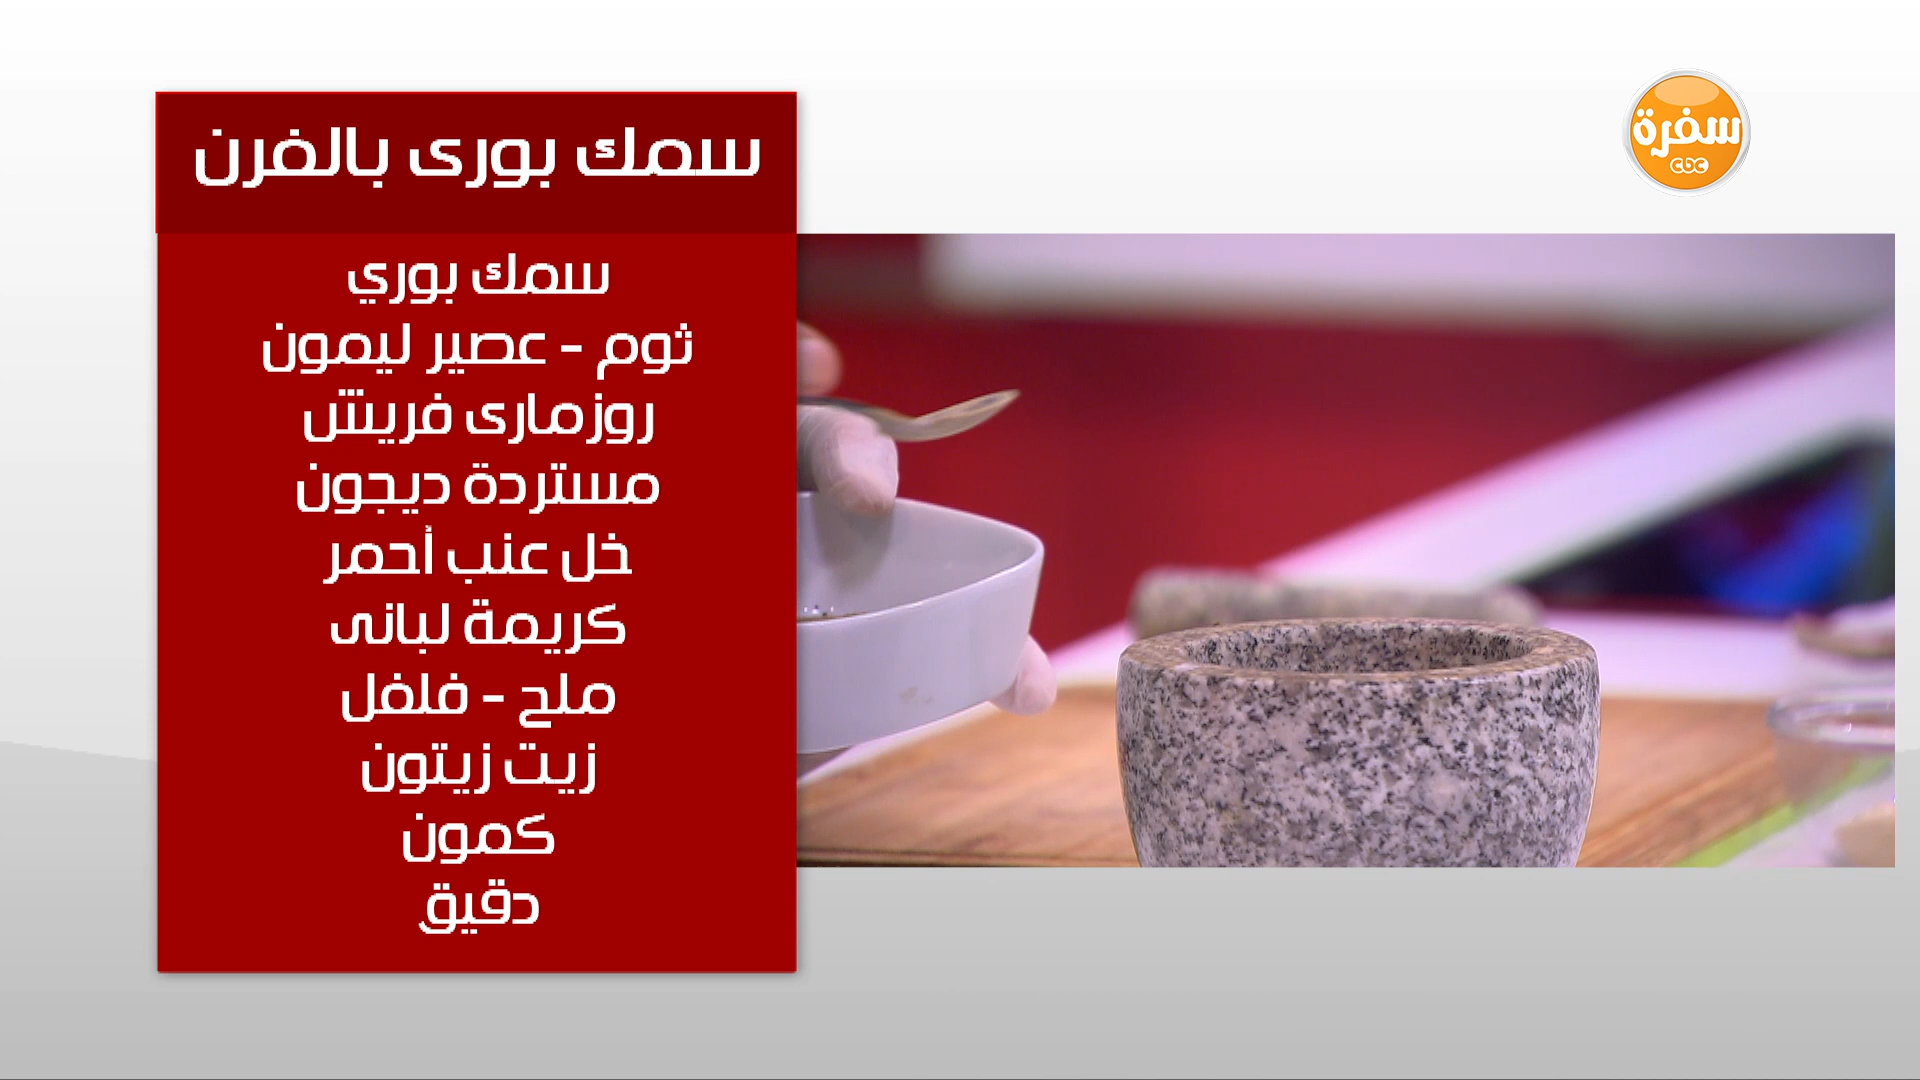 سمك بورى بالفرن
سمك بوري
ثوم - عصير ليمون
روزمارى فريش
مستردة ديجون
خل عنب أحمر
كريمة لبانى
ملح - فلفل
زيت زيتون
كمون
دقيق
سفرة
cbc